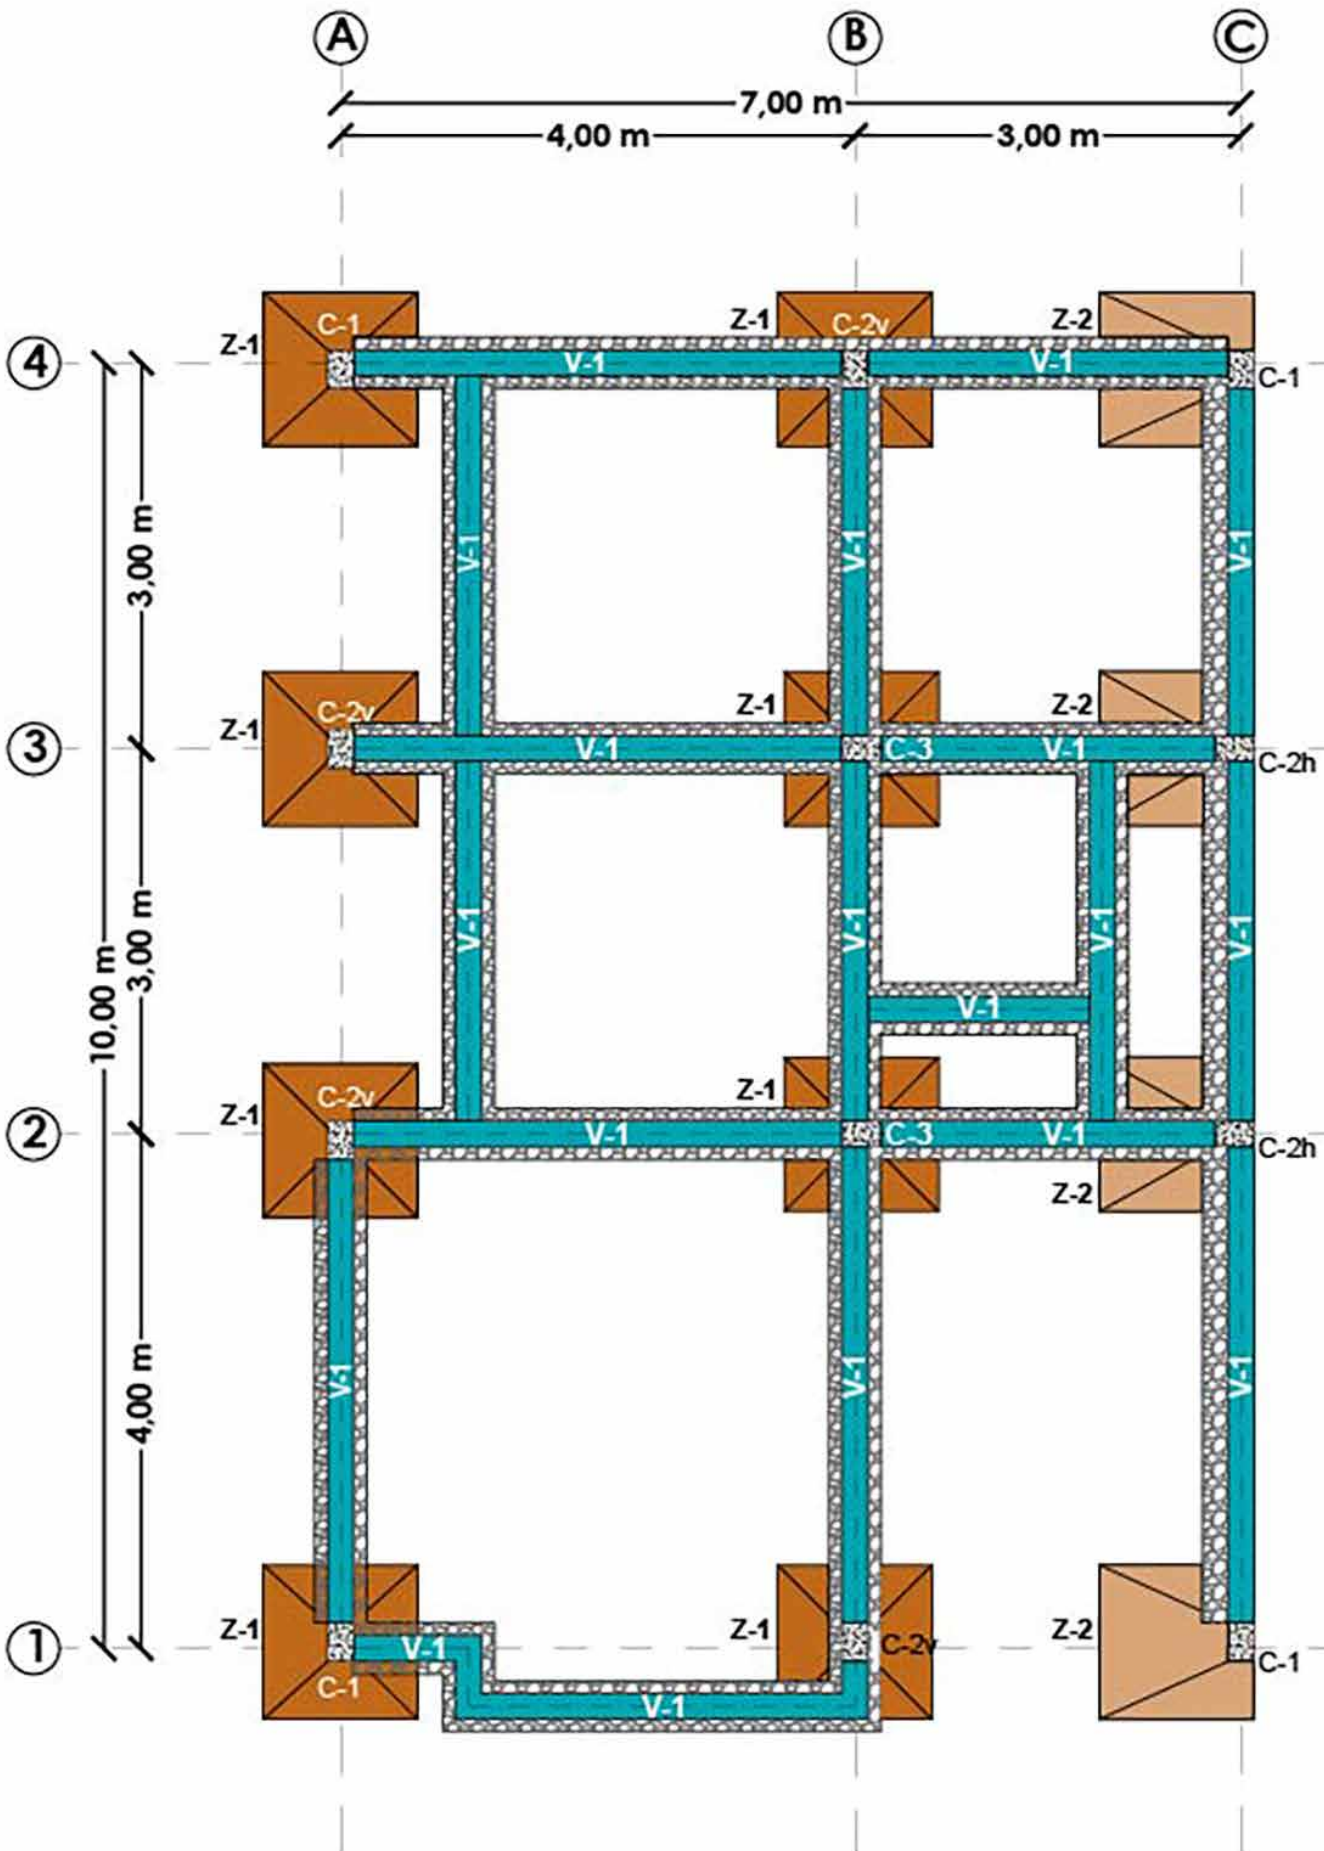 A B C
7,00 m
4,00 m 3,00 m
Z-1 C-1 Z-1 C-2v Z-2
4 V-1 V-1 C-1
3,00 m V-1 V-1 V-1
Z-1 C-2v Z-1 Z-2
3 V-1 C-3 V-1 C-2h
10,00 m 3,00 m V-1 V-1 V-1 V-1
V-1
Z-1 C-2v Z-1
2 V-1 C-3 V-1 C-2h
Z-2
4,00 m V-1 V-1 V-1
Z-1 Z-1 Z-2
1 V-1 C-2v C-1
C-1
V-1